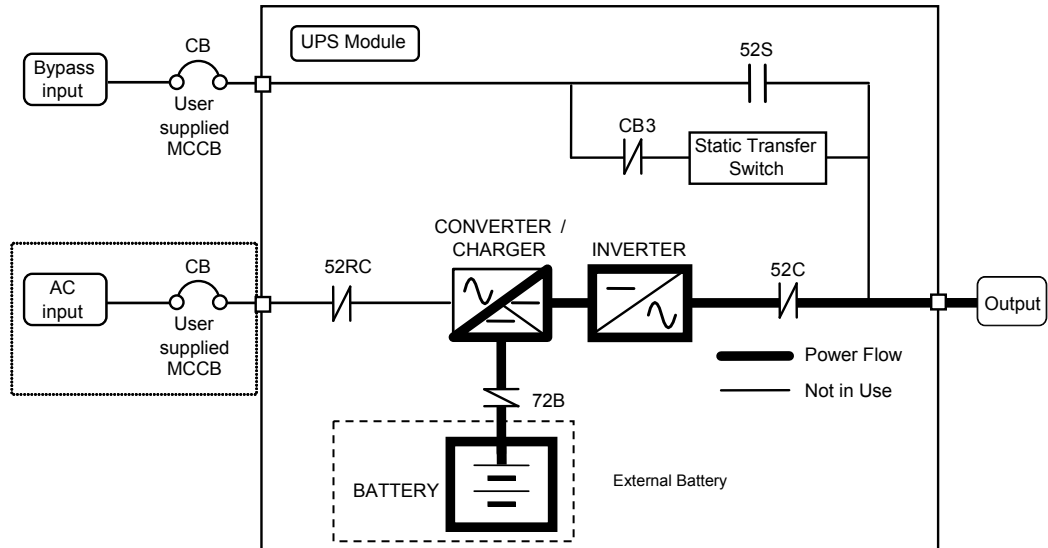 UPS Module
CB
Bypass
input
User
supplied
MCCB
52S
CB3
Static Transfer
Switch
CONVERTER /
CHARGER
INVERTER
AC
input
CB
User
supplied
MCCB
52RC
52C
Output
Power Flow
Not in Use
72B
BATTERY
External Battery